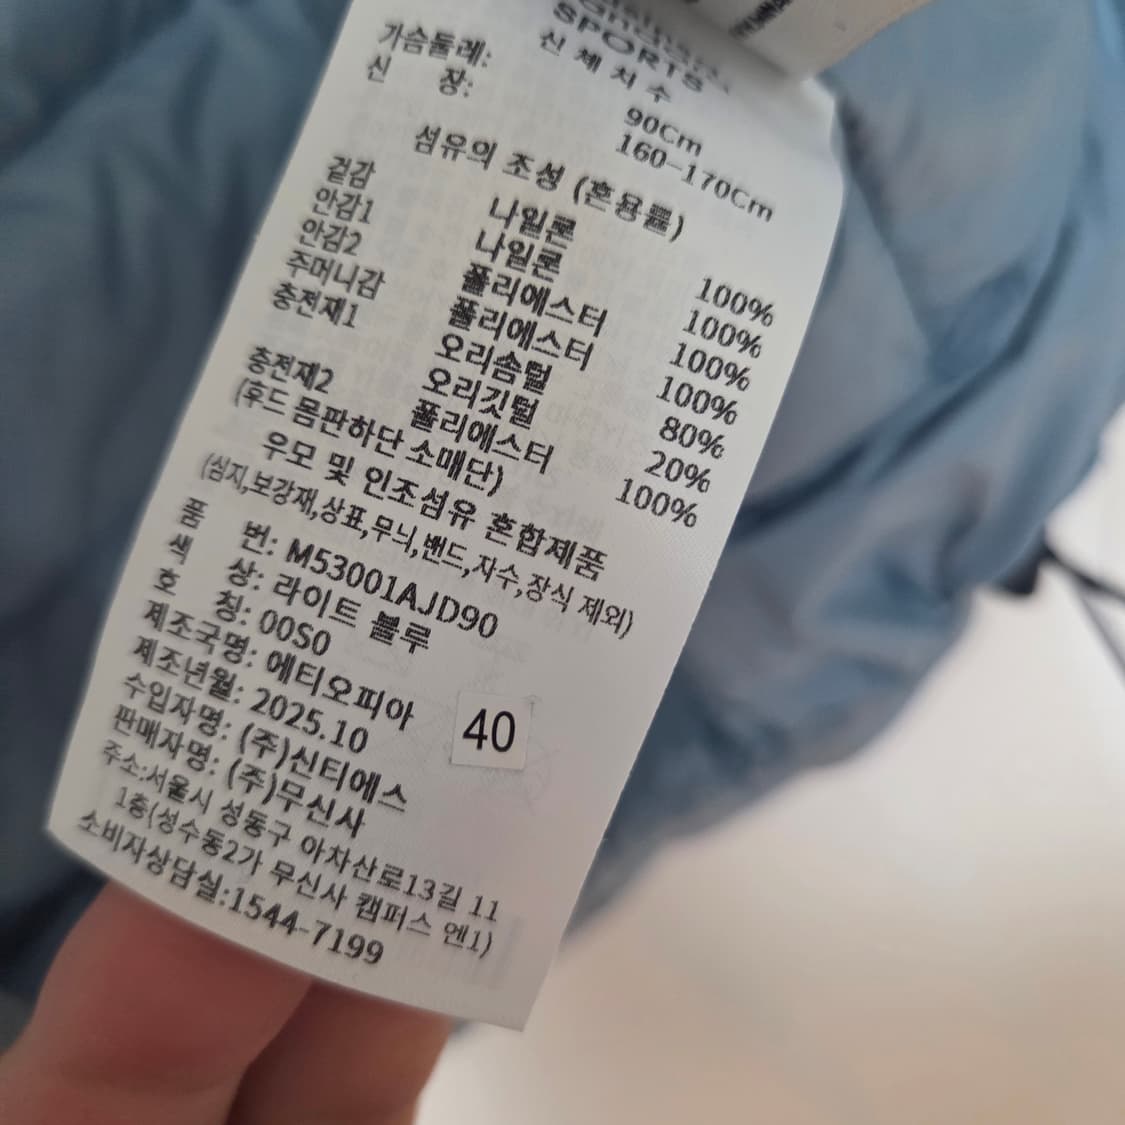 SPORTS
신 체 치 수
가슴둘레: 90Cm
신 장: 160-170Cm
섬유의 조성 (혼용률)
겉감 나일론 100%
안감1 나일론 100%
안감2 폴리에스터 100%
주머니감 폴리에스터 100%
충전재1 오리솜털 80%
오리깃털 20%
충전재2 폴리에스터 100%
(후드 몸판하단 소매단)
우모 및 인조섬유 혼합제품
(심지,보강재,상표,무늬,밴드,자수,장식 제외)
품 번: M53001AJD90
색 상: 라이트 블루
호 칭: 00S0
제조국명: 에티오피아
제조년월: 2025.10
수입자명: (주)신티에스
판매자명: (주)무신사
주소:서울시 성동구 아차산로13길 11
1층(성수동2가 무신사 캠퍼스 엔1)
소비자상담실:1544-7199
40